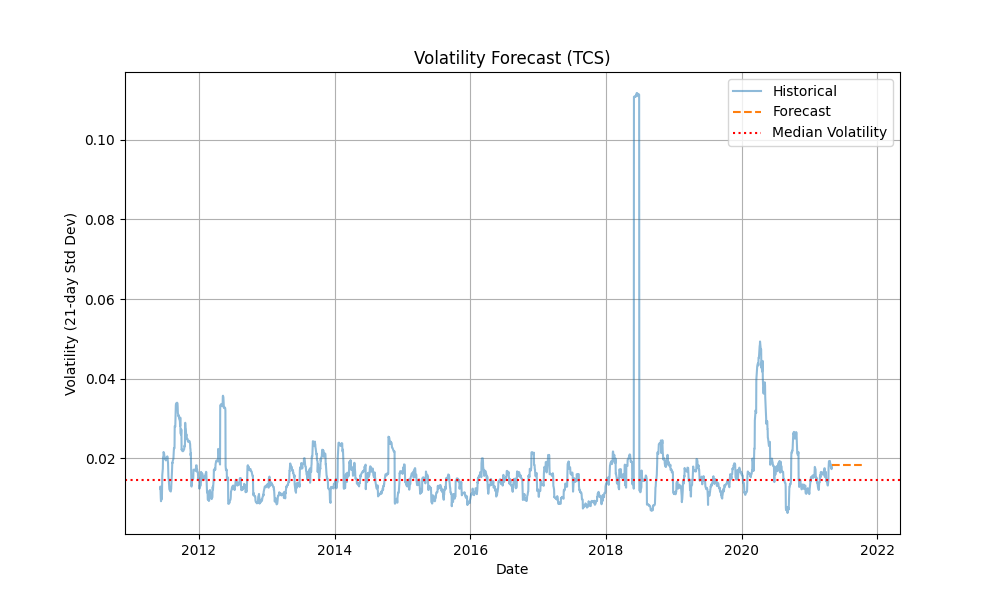 Volatility Forecast (TCS)
Historical
Forecast
Median Volatility
Volatility (21-day Std Dev)
0.10
0.08
0.06
0.04
0.02
2012 2014 2016 2018 2020 2022
Date